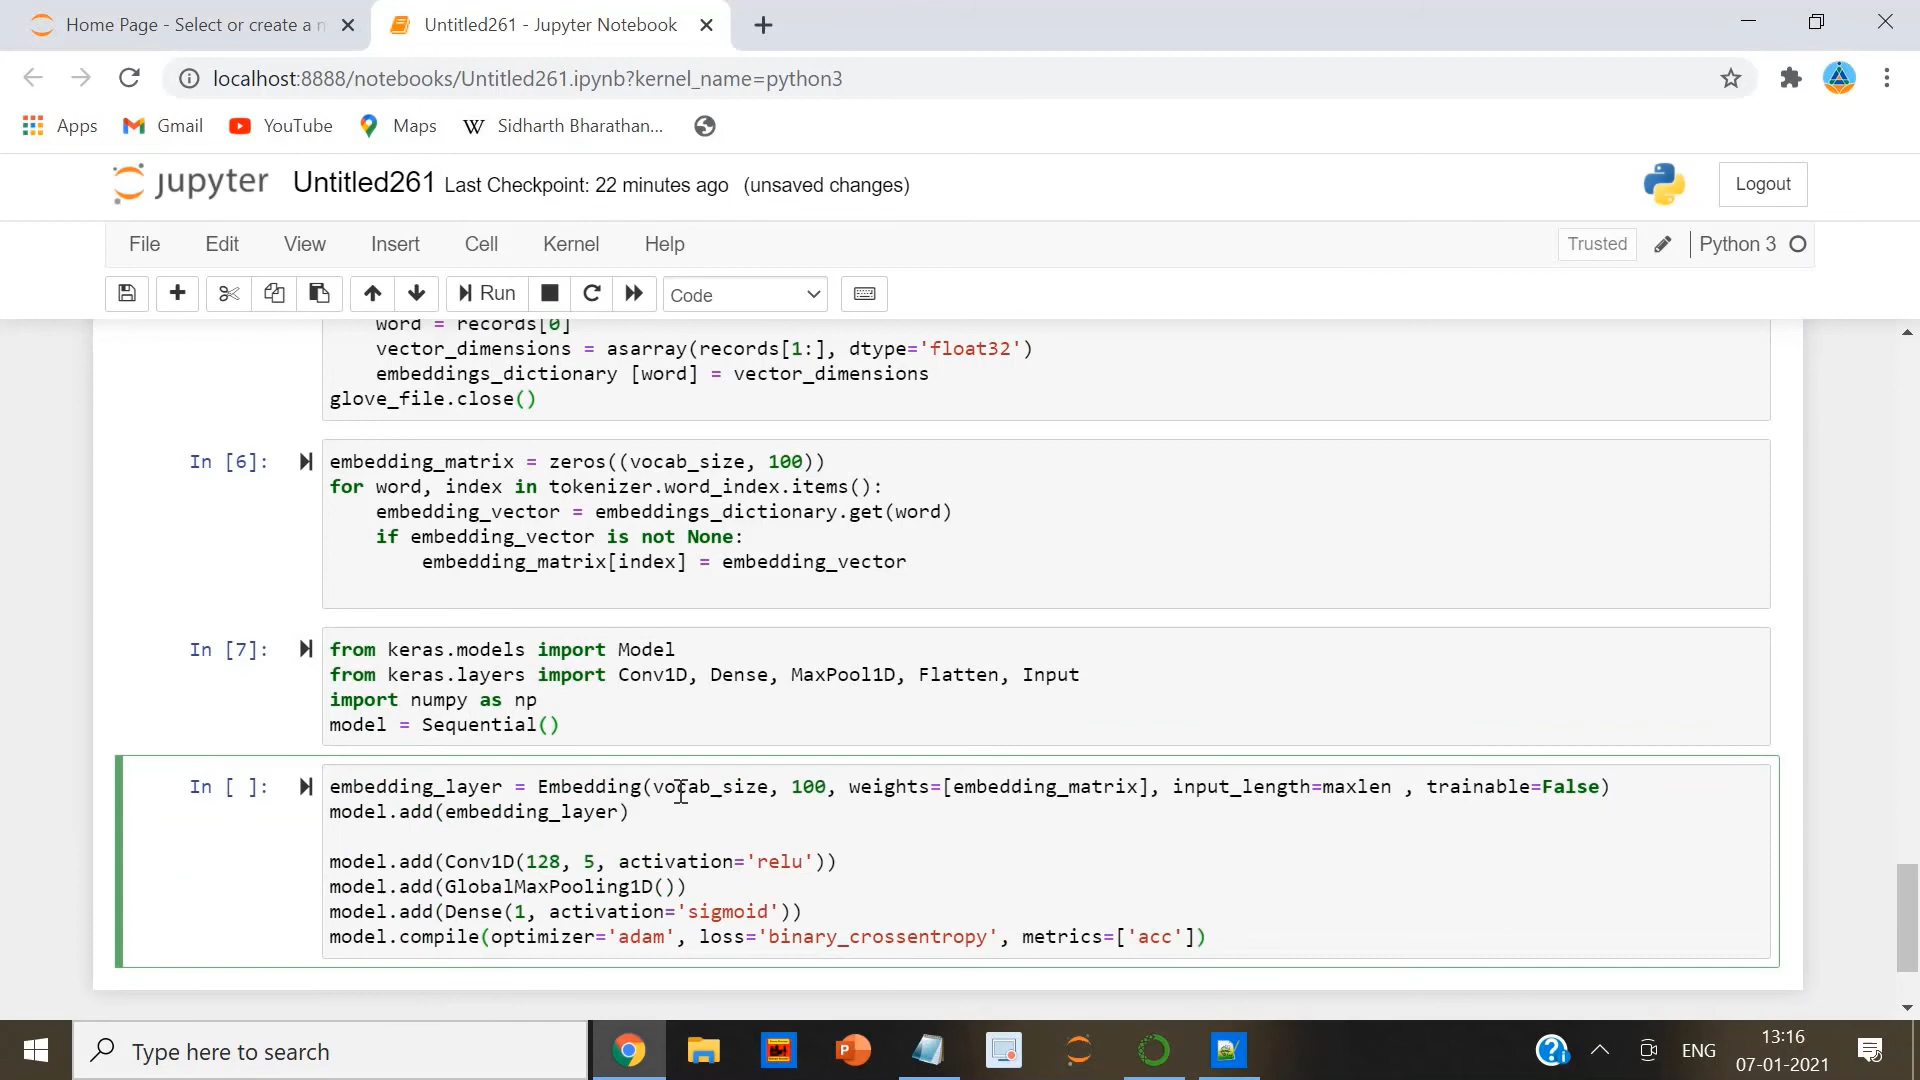 Home Page - Select or create a n
Untitled261 - Jupyter Notebook
localhost:8888/notebooks/Untitled261.ipynb?kernel_name=python3
Apps
Gmail
YouTube
Maps
W Sidharth Bharathan...
jupyter Untitled261 Last Checkpoint: 22 minutes ago (unsaved changes)
Logout
File Edit View Insert Cell Kernel Help
Trusted
Python 3
Run
Code
word = records[0]
vector_dimensions = asarray(records[1:], dtype='float32')
embeddings_dictionary [word] = vector_dimensions
glove_file.close()
In [6]:
embedding_matrix = zeros((vocab_size, 100))
for word, index in tokenizer.word_index.items():
embedding_vector = embeddings_dictionary.get(word)
if embedding_vector is not None:
embedding_matrix[index] = embedding_vector
In [7]:
from keras.models import Model
from keras.layers import Conv1D, Dense, MaxPool1D, Flatten, Input
import numpy as np
model = Sequential()
In [ ]:
embedding_layer = Embedding(vocab_size, 100, weights=[embedding_matrix], input_length=maxlen , trainable=False)
model.add(embedding_layer)
model.add(Conv1D(128, 5, activation='relu'))
model.add(GlobalMaxPooling1D())
model.add(Dense(1, activation='sigmoid'))
model.compile(optimizer='adam', loss='binary_crossentropy', metrics=['acc'])
Type here to search
ENG
13:16
07-01-2021